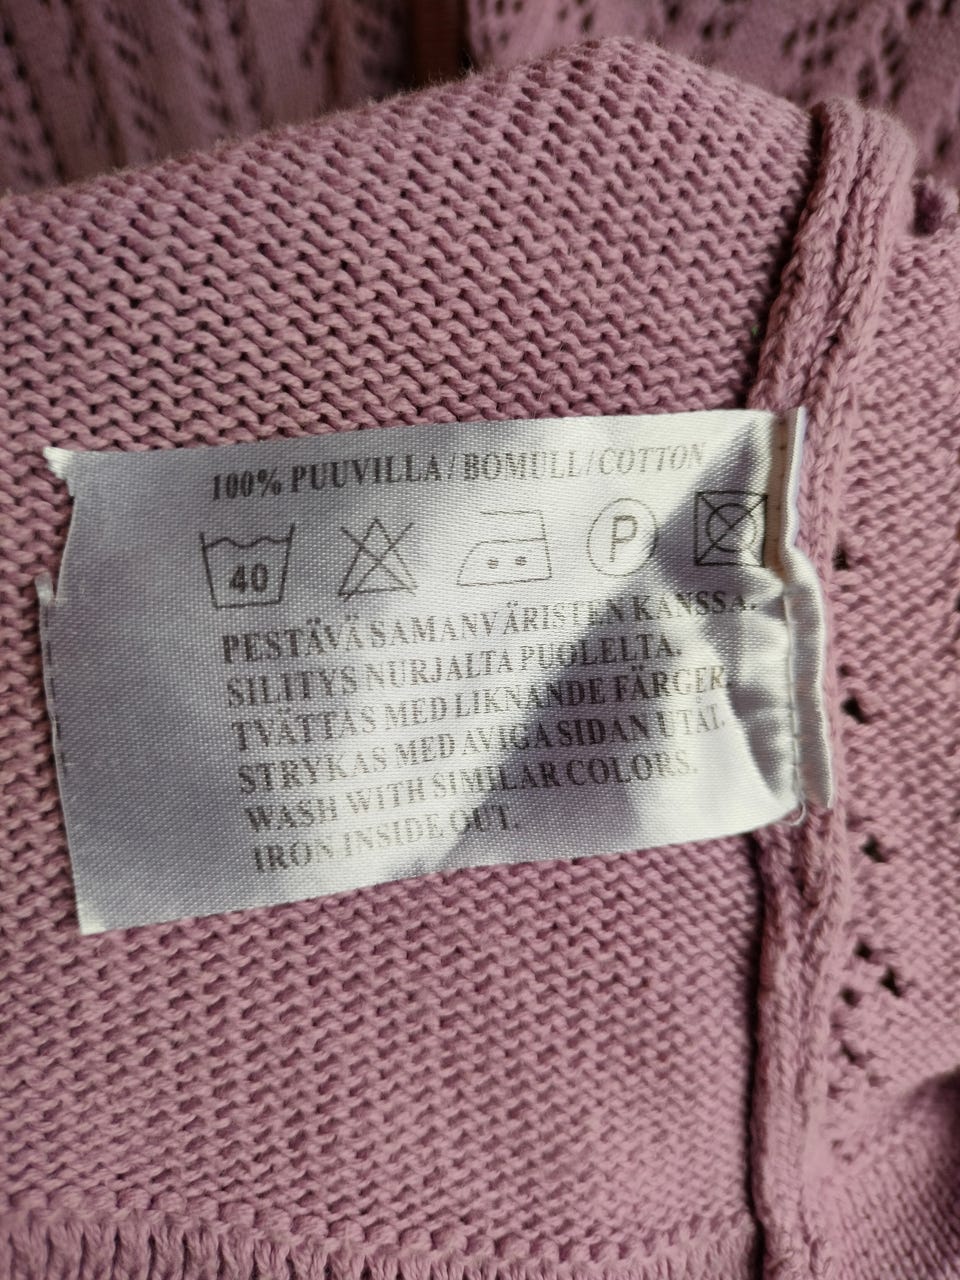 100% PUUVILLA/BOMULL/COTTON
40 P
PESTÄVÄ SAMANVÄRISTEN KANSSA.
SILITYS NURJALTA PUOLELTA.
TVÄTTAS MED LIKNANDE FÄRGER.
STRYKAS MED AVIGA SIDAN UTÅT.
WASH WITH SIMILAR COLORS.
IRON INSIDE OUT.